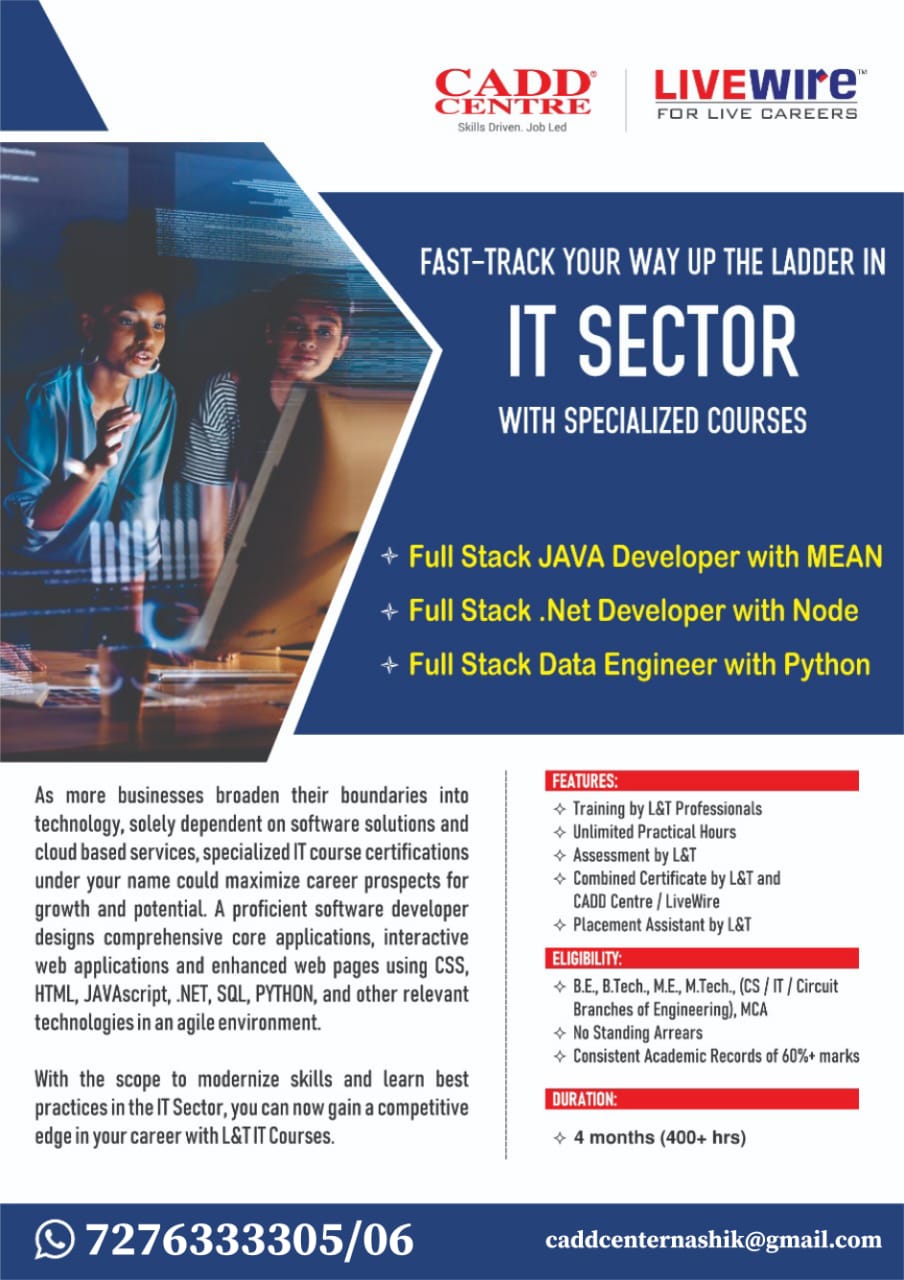 CADD®
CENTRE
Skills Driven. Job Led
LIVEWIRE™
FOR LIVE CAREERS
FAST-TRACK YOUR WAY UP THE LADDER IN
IT SECTOR
WITH SPECIALIZED COURSES
Full Stack JAVA Developer with MEAN
Full Stack .Net Developer with Node
Full Stack Data Engineer with Python
As more businesses broaden their boundaries into
technology, solely dependent on software solutions and
cloud based services, specialized IT course certifications
under your name could maximize career prospects for
growth and potential. A proficient software developer
designs comprehensive core applications, interactive
web applications and enhanced web pages using CSS,
HTML, JAVAscript, .NET, SQL, PYTHON, and other relevant
technologies in an agile environment.
With the scope to modernize skills and learn best
practices in the IT Sector, you can now gain a competitive
edge in your career with L&T IT Courses.
FEATURES:
Training by L&T Professionals
Unlimited Practical Hours
Assessment by L&T
Combined Certificate by L&T and
CADD Centre / LiveWire
Placement Assistant by L&T
ELIGIBILITY:
B.E., B.Tech., M.E., M.Tech., (CS / IT / Circuit
Branches of Engineering), MCA
No Standing Arrears
Consistent Academic Records of 60%+ marks
DURATION:
4 months (400+ hrs)
7276333305/06
caddcenternashik@gmail.com